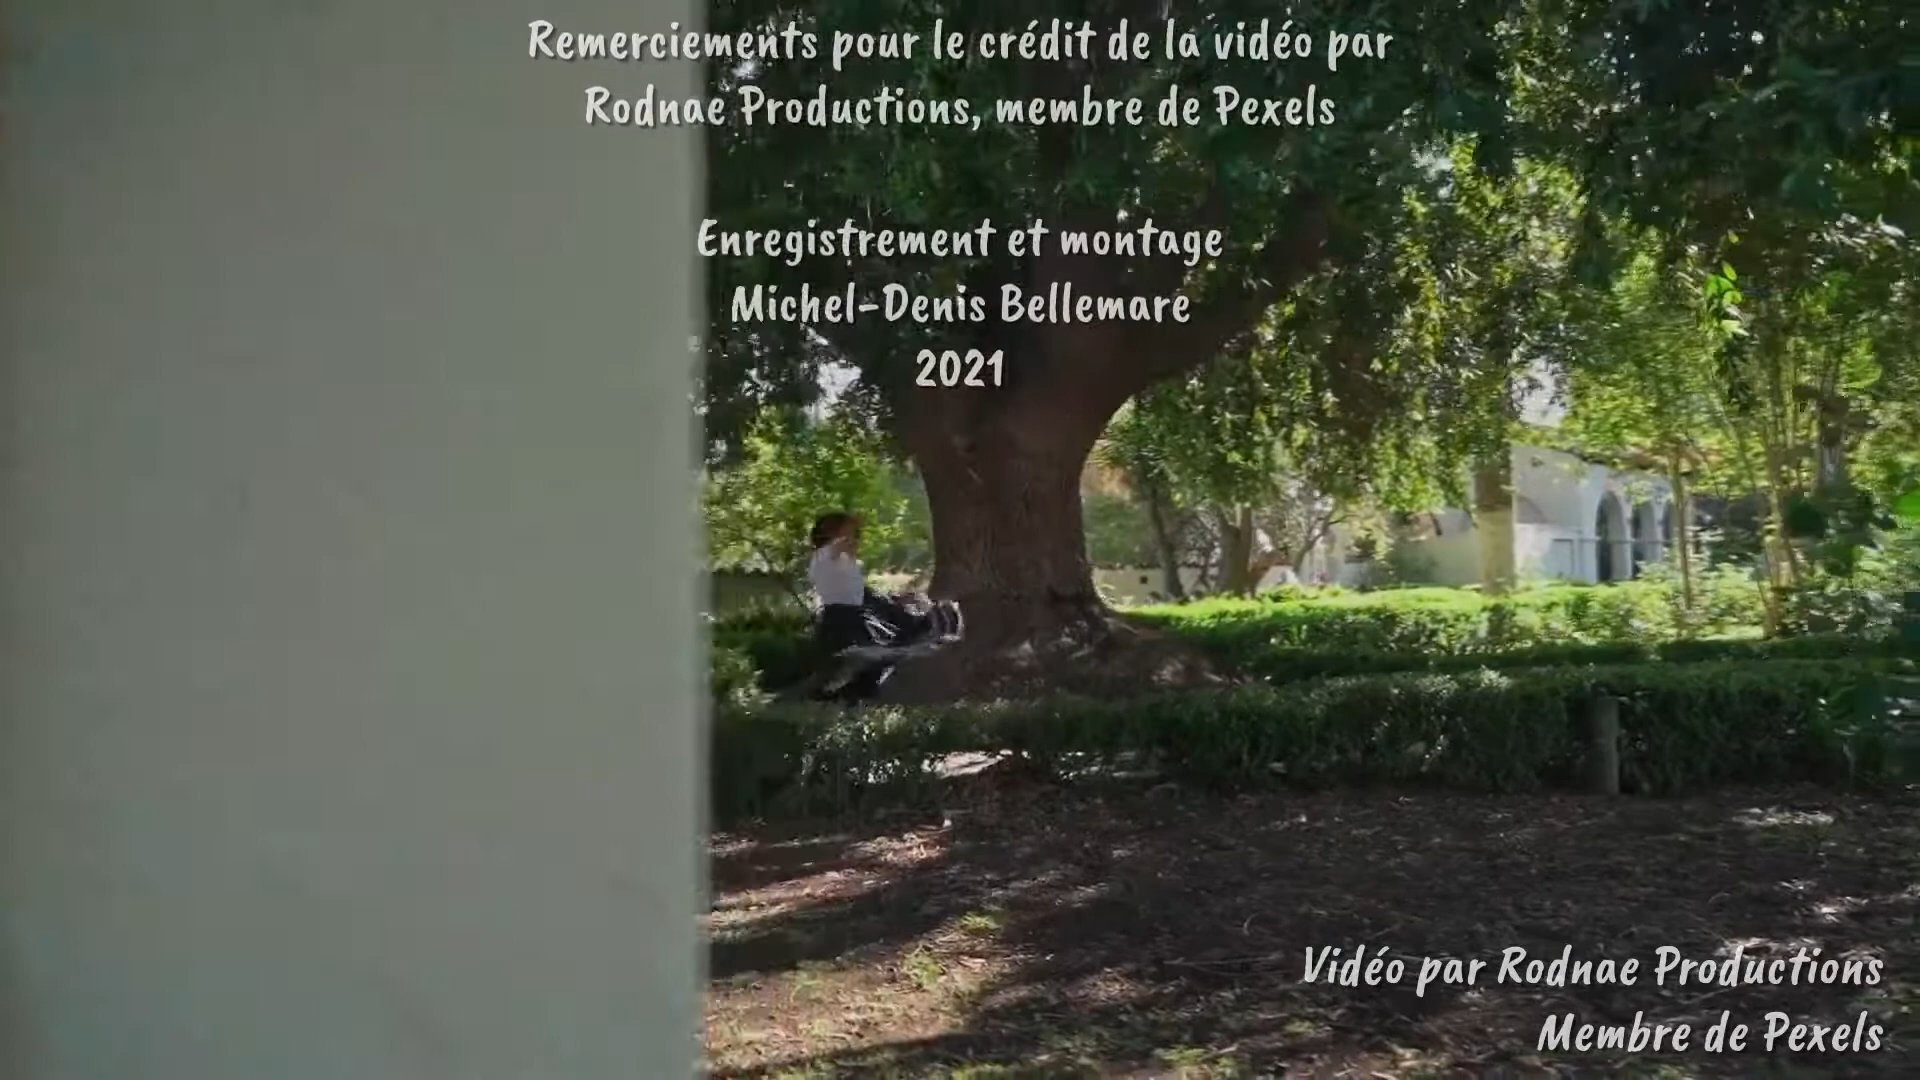 Remerciements pour le crédit de la vidéo par
Rodnae Productions, membre de Pexels
Enregistrement et montage
Michel-Denis Bellemare
2021
Vidéo par Rodnae Productions
Membre de Pexels